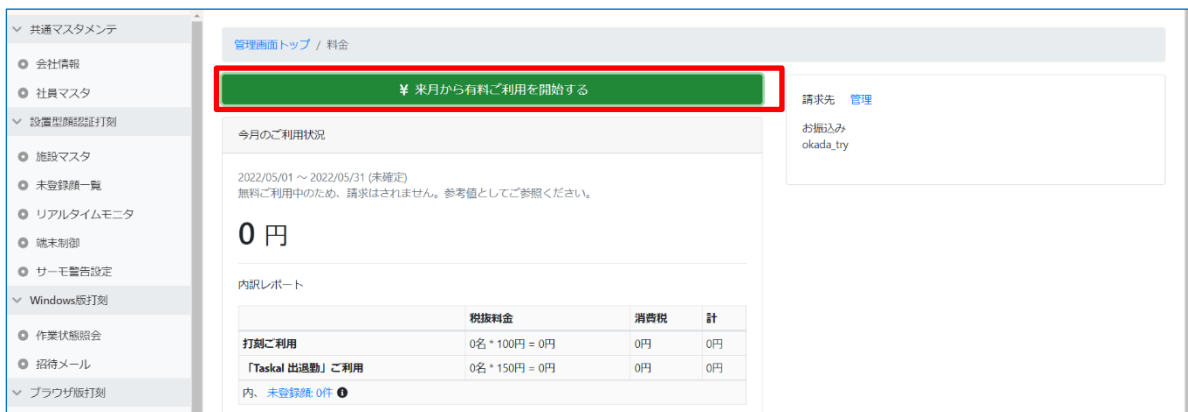 共通マスタメンテ
会社情報
社員マスタ
設置型顔認証打刻
施設マスタ
未登録顔一覧
リアルタイムモニタ
端末制御
サーモ警告設定
Windows版打刻
作業状態照会
招待メール
ブラウザ版打刻
管理画面トップ / 料金
¥ 来月から有料ご利用を開始する
今月のご利用状況
2022/05/01 ～ 2022/05/31 (未確定)
無料ご利用中のため、請求はされません。参考値としてご参照ください。
0 円
内訳レポート
税抜料金 消費税 計
打刻ご利用 0名 * 100円 = 0円 0円 0円
「Taskal 出退勤」ご利用 0名 * 150円 = 0円 0円 0円
内、 未登録顔: 0件
請求先 管理
お振込み
okada_try